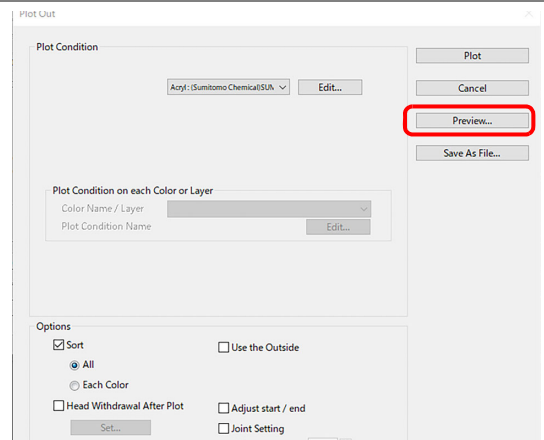 Plot Out
Plot Condition
Plot
Acryl : (Sumitomo Chemical)SUM
Edit...
Cancel
Preview...
Save As File...
Plot Condition on each Color or Layer
Color Name / Layer
Plot Condition Name
Edit...
Options
Sort
Use the Outside
All
Each Color
Head Withdrawal After Plot
Adjust start / end
Set...
Joint Setting